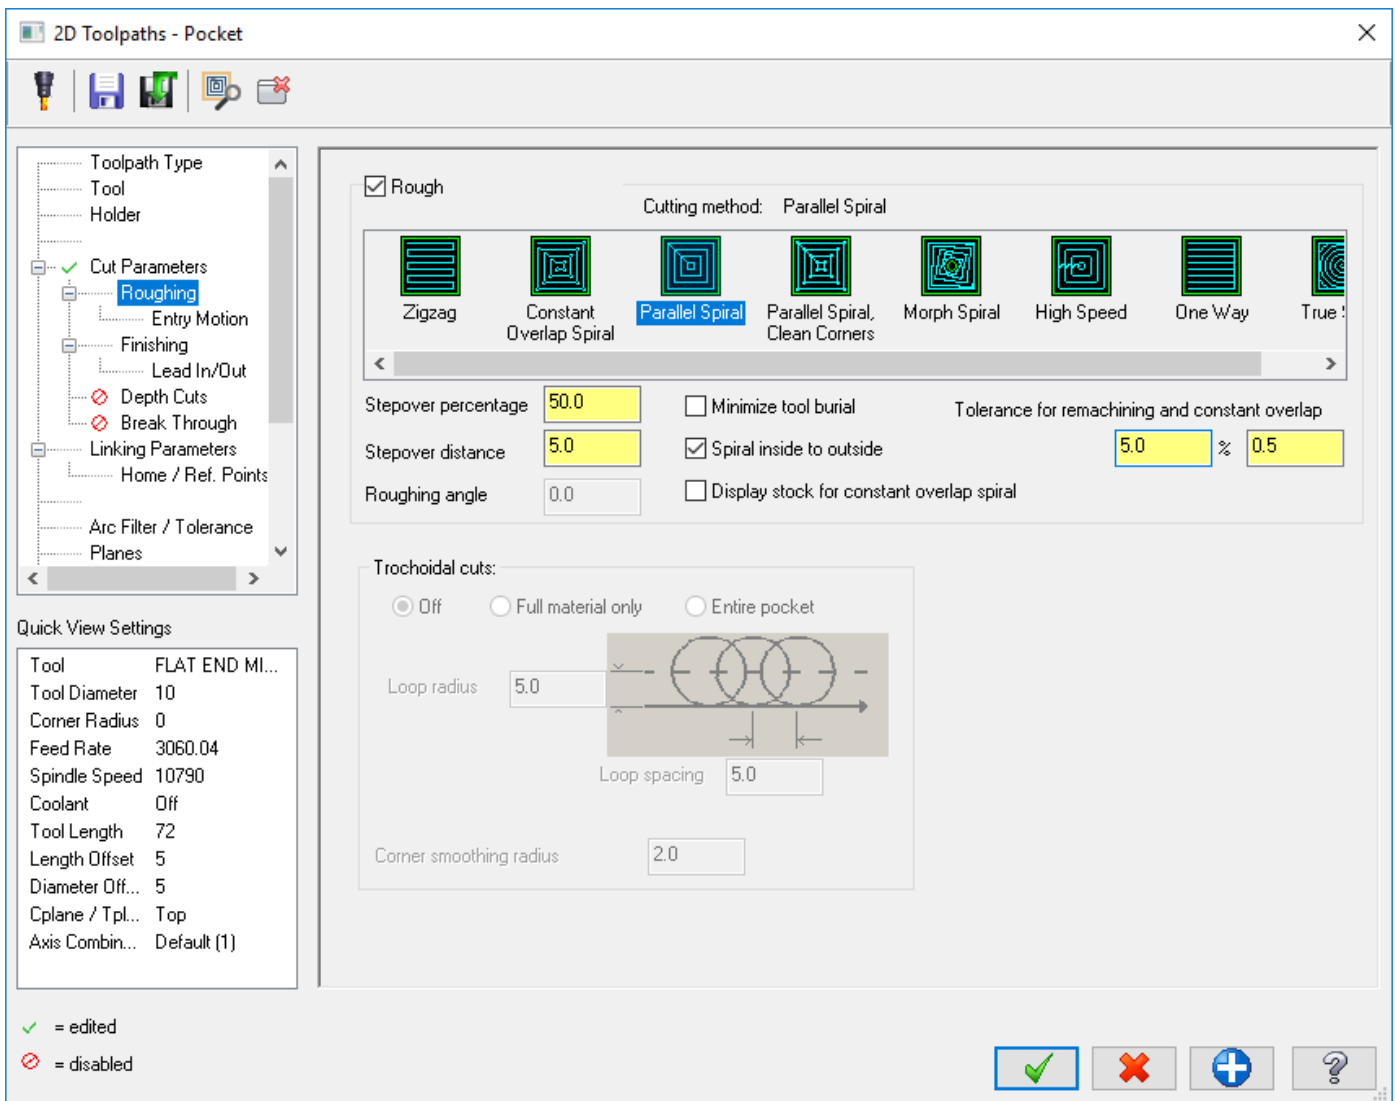 2D Toolpaths - Pocket
Toolpath Type
Tool
Holder
Cut Parameters
Roughing
Entry Motion
Finishing
Lead In/Out
Depth Cuts
Break Through
Linking Parameters
Home / Ref. Points
Arc Filter / Tolerance
Planes
Quick View Settings
Tool FLAT END MI...
Tool Diameter 10
Corner Radius 0
Feed Rate 3060.04
Spindle Speed 10790
Coolant Off
Tool Length 72
Length Offset 5
Diameter Off... 5
Cplane / Tpl... Top
Axis Combin... Default (1)
= edited
= disabled
Rough
Cutting method: Parallel Spiral
Zigzag
Constant
Overlap Spiral
Parallel Spiral
Parallel Spiral,
Clean Corners
Morph Spiral
High Speed
One Way
True
Stepover percentage 50.0
Minimize tool burial
Tolerance for remachining and constant overlap
Stepover distance 5.0
Spiral inside to outside
5.0 % 0.5
Roughing angle 0.0
Display stock for constant overlap spiral
Trochoidal cuts:
Off Full material only Entire pocket
Loop radius 5.0
Loop spacing 5.0
Corner smoothing radius 2.0